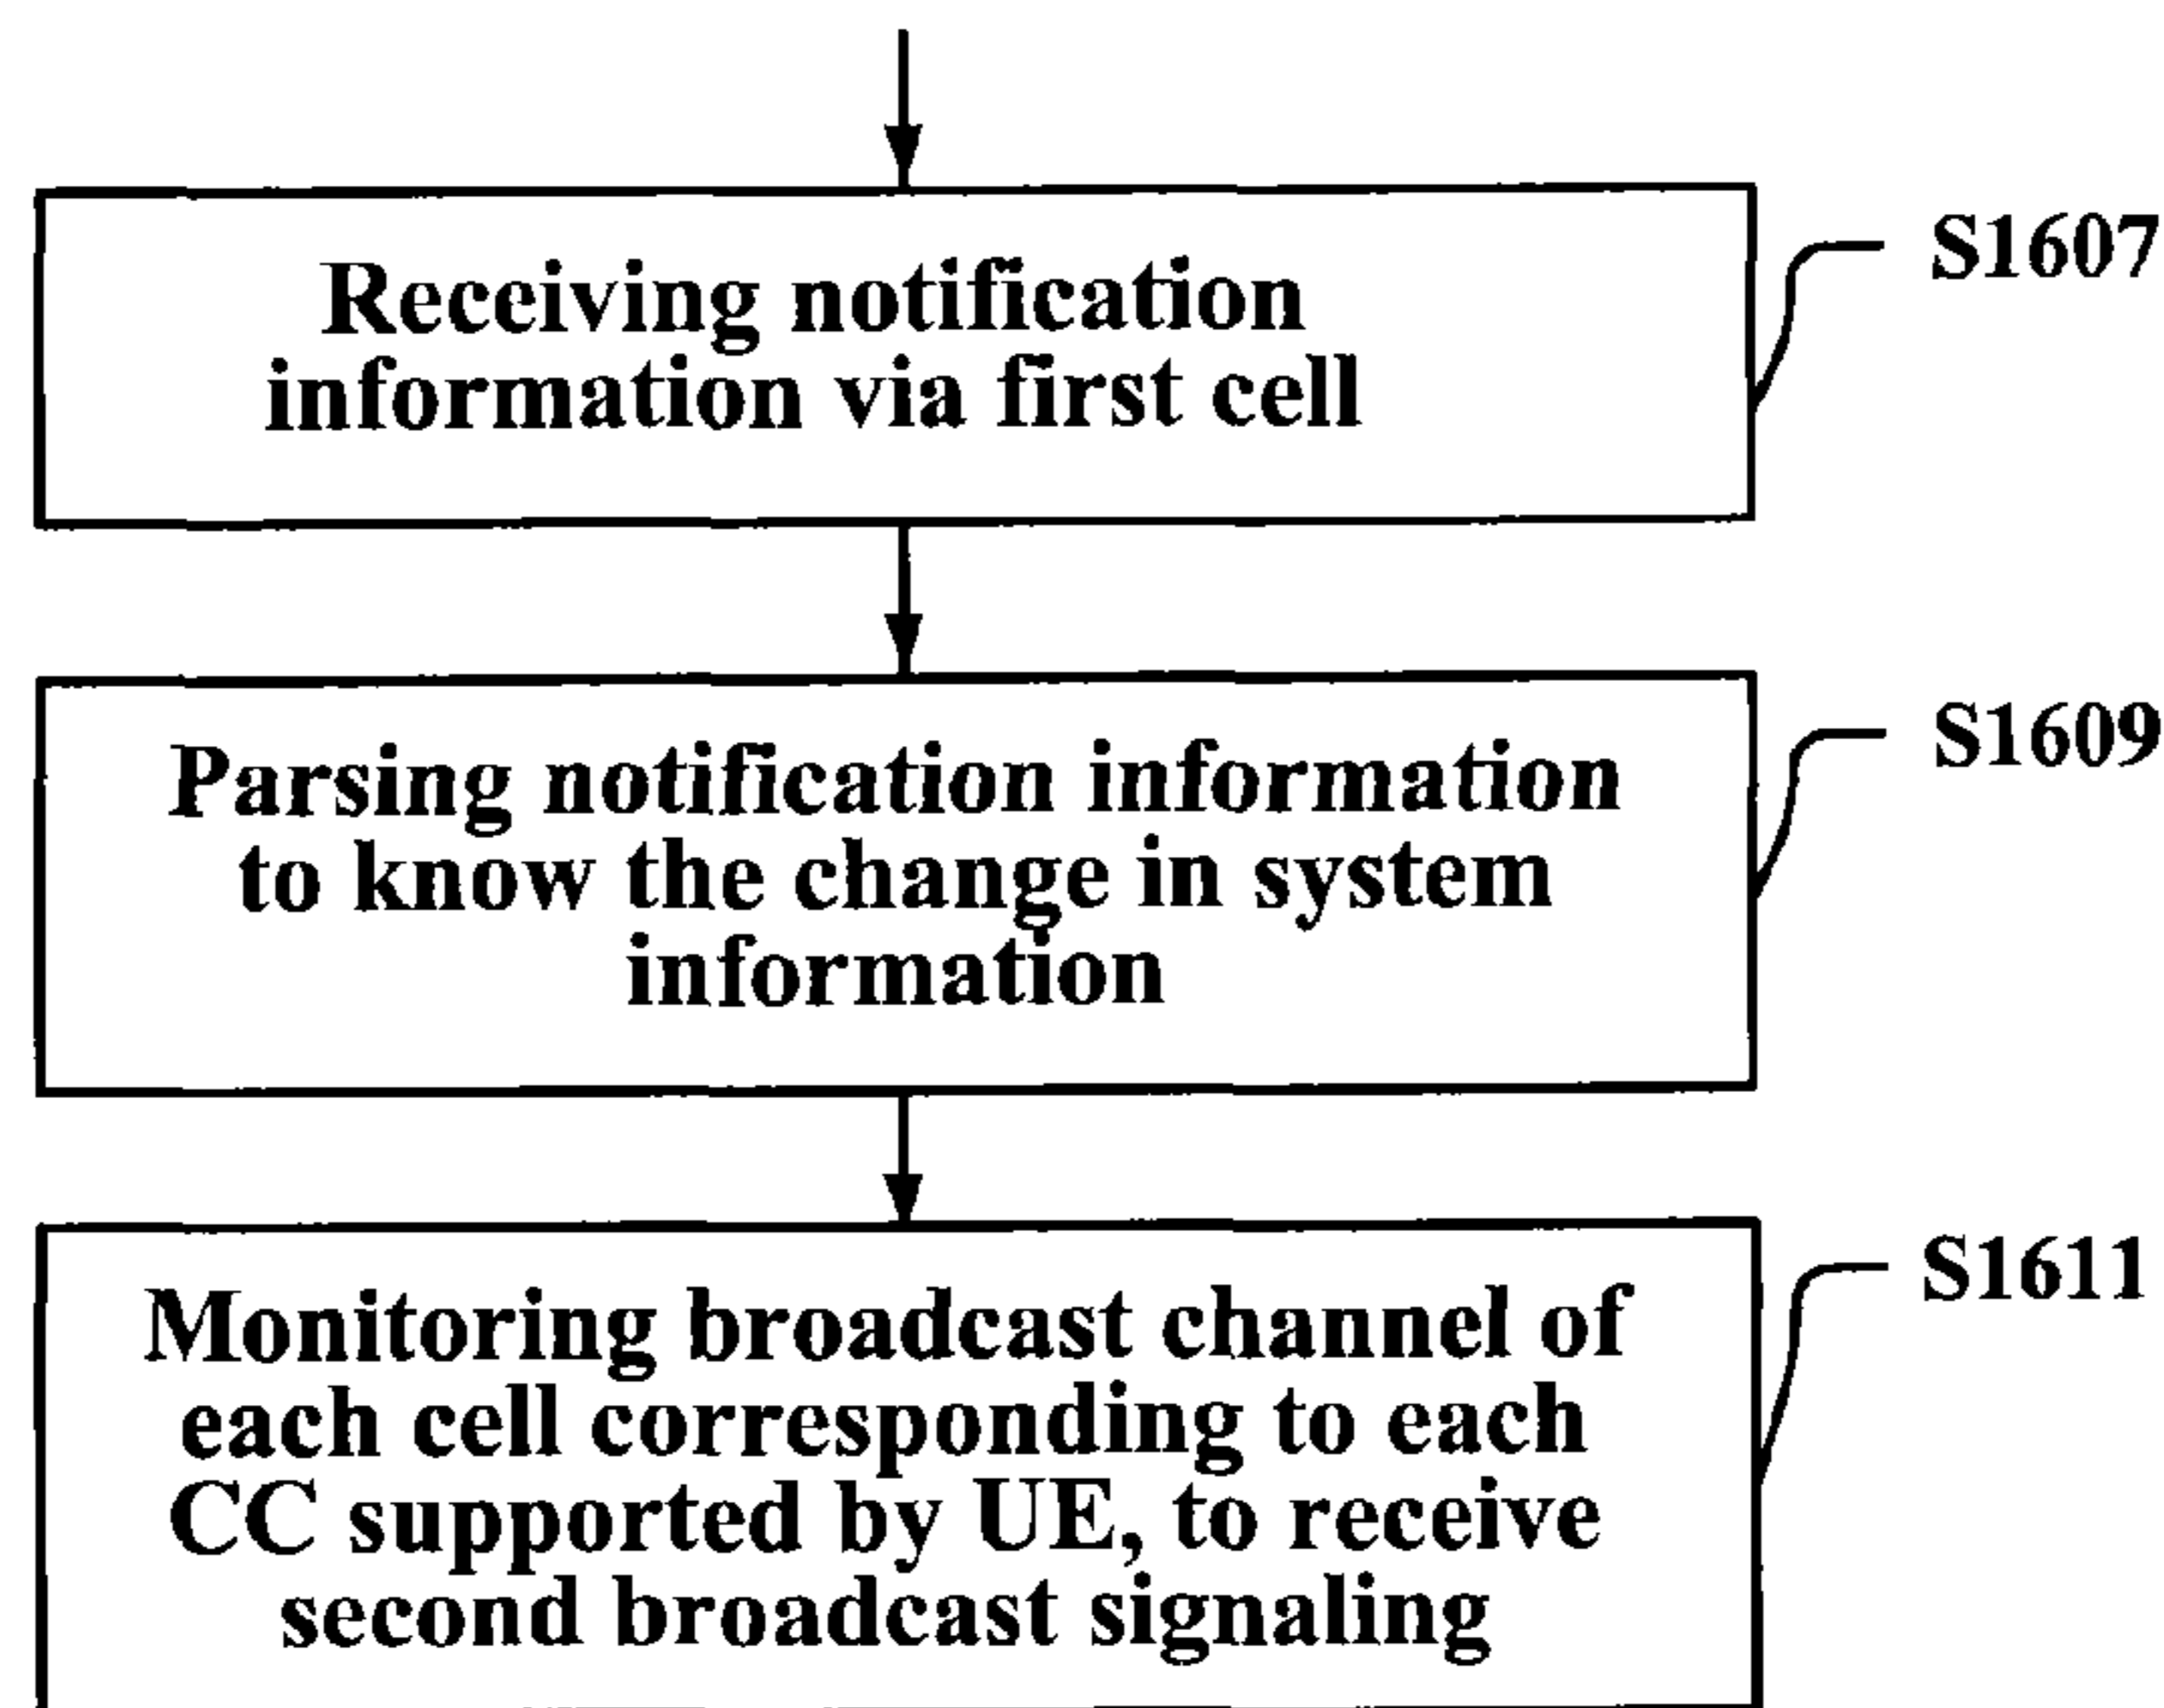 S1607
Receiving notification
information via first cell
S1609
Parsing notification information
to know the change in system
information
S1611
Monitoring broadcast channel of
each cell corresponding to each
CC supported by UE, to receive
second broadcast signaling